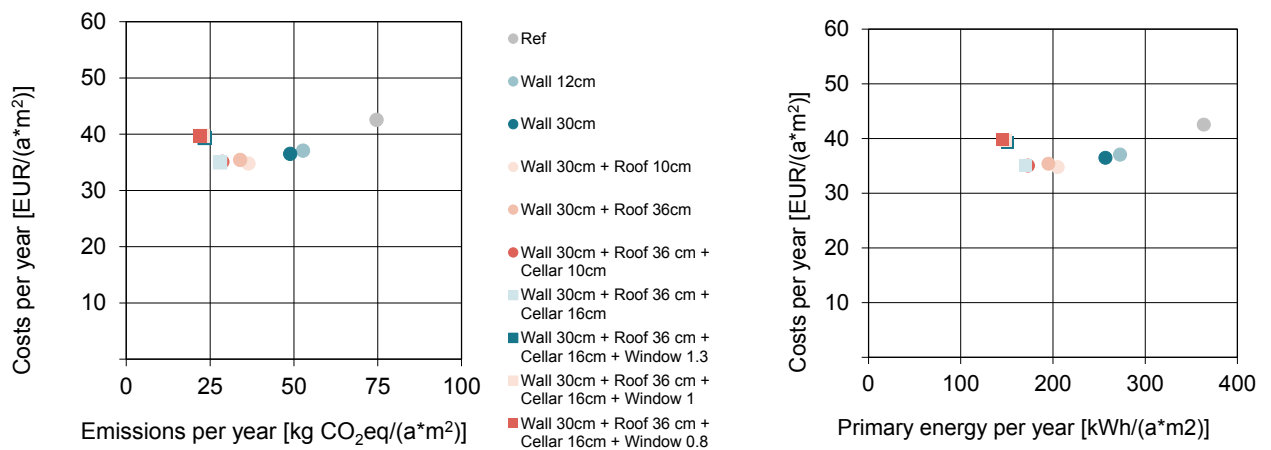 Costs per year [EUR/(a*m²)]
60
50
40
30
20
10
0
25
50
75
100
Emissions per year [kg CO₂eq/(a*m²)]
Ref
Wall 12cm
Wall 30cm
Wall 30cm + Roof 10cm
Wall 30cm + Roof 36cm
Wall 30cm + Roof 36 cm +
Cellar 10cm
Wall 30cm + Roof 36 cm +
Cellar 16cm
Wall 30cm + Roof 36 cm +
Cellar 16cm + Window 1.3
Wall 30cm + Roof 36 cm +
Cellar 16cm + Window 1
Wall 30cm + Roof 36 cm +
Cellar 16cm + Window 0.8
Costs per year [EUR/(a*m²)]
60
50
40
30
20
10
0
100
200
300
400
Primary energy per year [kWh/(a*m2)]